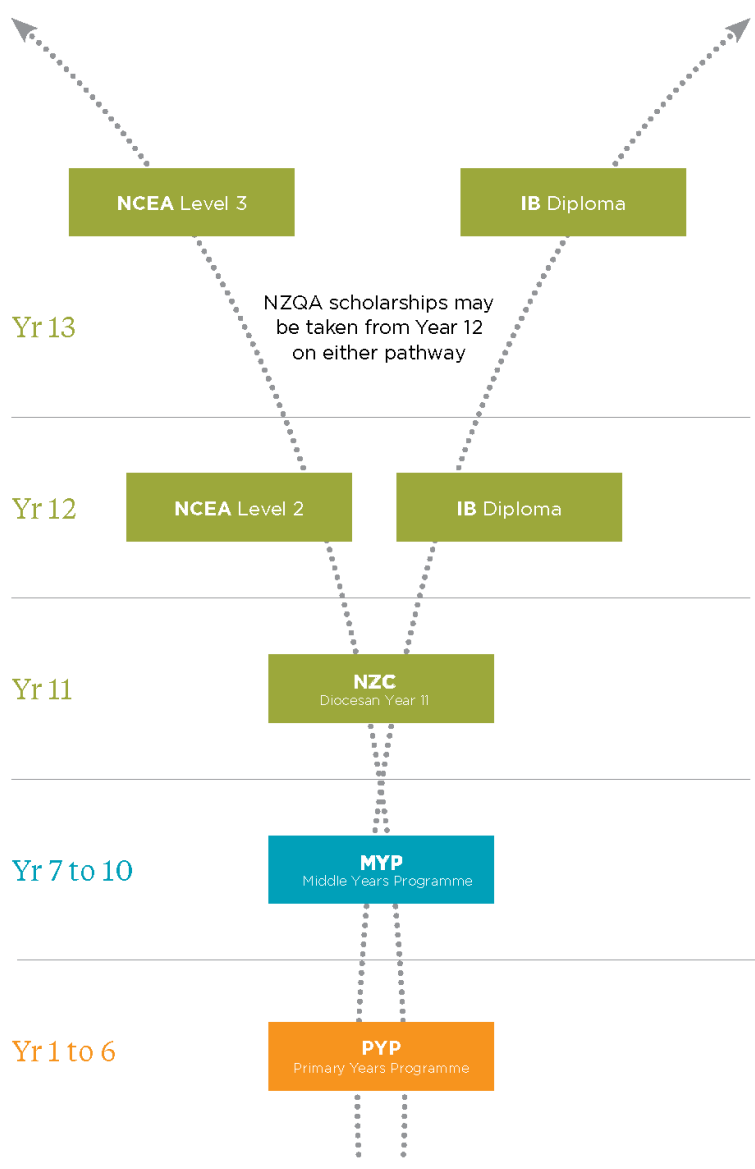 NCEA Level 3
IB Diploma
NZQA scholarships may
be taken from Year 12
on either pathway
Yr 13
Yr 12
NCEA Level 2
IB Diploma
Yr 11
NZC
Diocesan Year 11
Yr 7 to 10
MYP
Middle Years Programme
Yr 1 to 6
PYP
Primary Years Programme